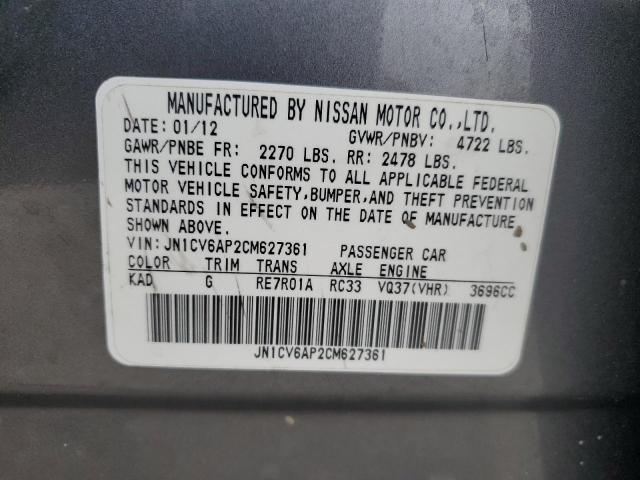 MANUFACTURED BY NISSAN MOTOR CO.,LTD.
DATE: 01/12 GVWR/PNBV: 4722 LBS.
GAWR/PNBE FR: 2270 LBS. RR: 2478 LBS.
THIS VEHICLE CONFORMS TO ALL APPLICABLE FEDERAL
MOTOR VEHICLE SAFETY,BUMPER,AND THEFT PREVENTION
STANDARDS IN EFFECT ON THE DATE OF MANUFACTURE
SHOWN ABOVE.
VIN: JN1CV6AP2CM627361 PASSENGER CAR
COLOR TRIM TRANS AXLE ENGINE
KAD G RE7R01A RC33 VQ37(VHR) 3696CC
JN1CV6AP2CM627361